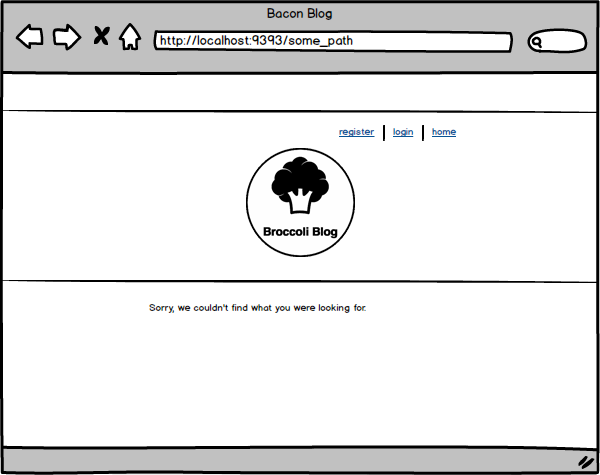 Bacon Blog
http://localhost:9393/some_path
register | login | home
Broccoli Blog
Sorry, we couldn't find what you were looking for.